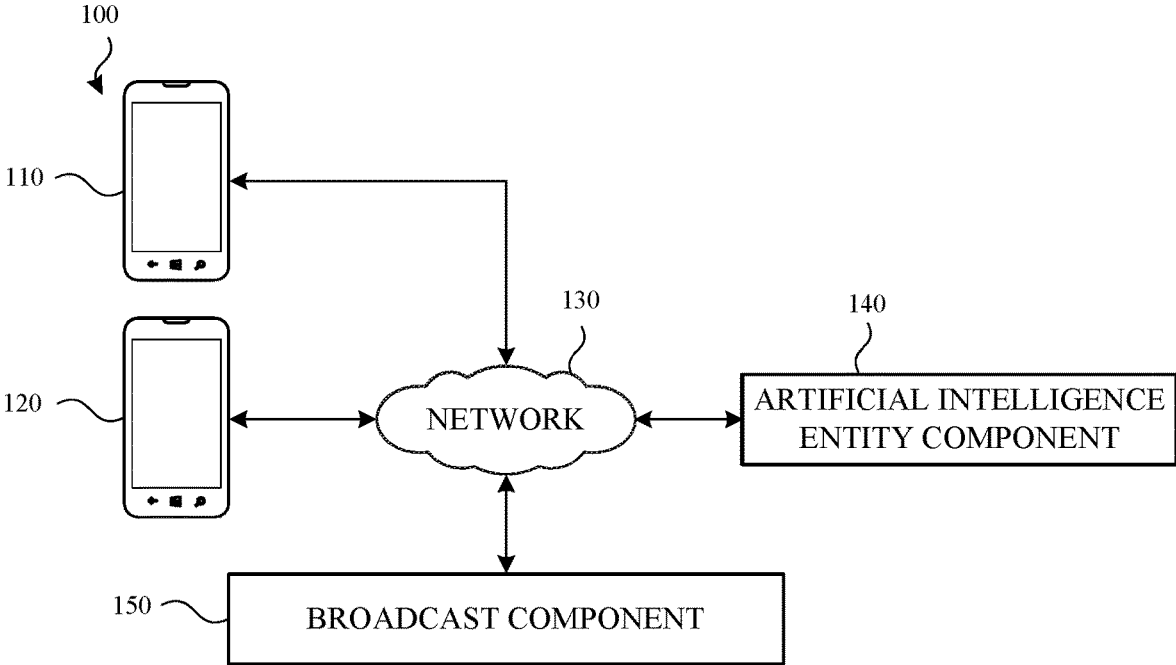 100
110
130
140
120
NETWORK
ARTIFICIAL INTELLIGENCE
ENTITY COMPONENT
150
BROADCAST COMPONENT